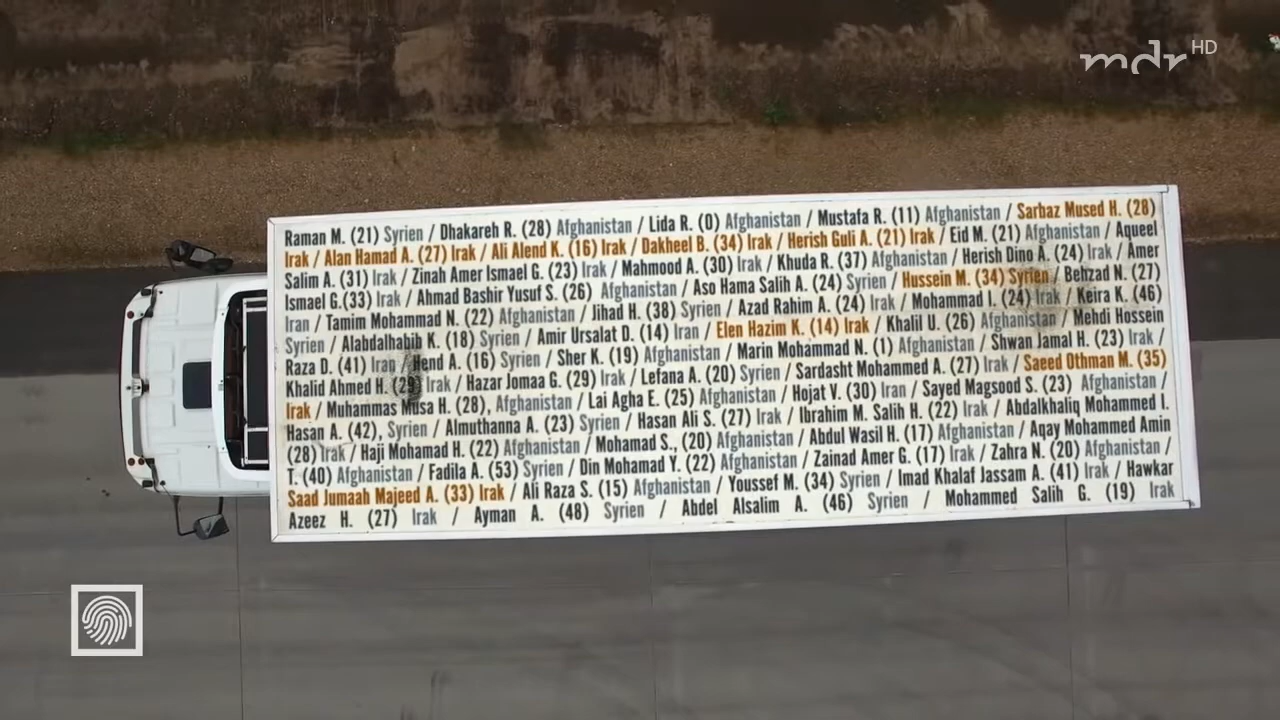 mdr HD
Raman M. (21) Syrien / Dhakareh R. (28) Afghanistan / Lida R. (0) Afghanistan / Mustafa R. (11) Afghanistan / Sarbaz Mused H. (28)
Irak / Alan Hamad A. (27) Irak / Ali Alend K. (16) Irak / Dakheel B. (34) Irak / Herish Guli A. (21) Irak / Eid M. (21) Afghanistan / Aqueel
Salim A. (31) Irak / Zinah Amer Ismael G. (23) Irak / Mahmood A. (30) Irak / Khuda R. (37) Afghanistan / Herish Dino A. (24) Irak / Amer
Ismael G.(33) Irak / Ahmad Bashir Yusuf S. (26) Afghanistan / Aso Hama Salih A. (24) Syrien / Hussein M. (34) Syrien / Behzad N. (27)
Iran / Tamim Mohammad N. (22) Afghanistan / Jihad H. (38) Syrien / Azad Rahim A. (24) Irak / Mohammad I. (24) Irak / Keira K. (46)
Syrien / Alabdalhabib K. (18) Syrien / Amir Ursalat D. (14) Iran / Elen Hazim K. (14) Irak / Khalil U. (26) Afghanistan / Mehdi Hossein
Raza D. (41) Iran / Hend A. (16) Syrien / Sher K. (19) Afghanistan / Marin Mohammad N. (1) Afghanistan / Shwan Jamal H. (23) Irak /
Khalid Ahmed H. (29) Irak / Hazar Jomaa G. (29) Irak / Lefana A. (20) Syrien / Sardasht Mohammed A. (27) Irak / Saeed Othman M. (35)
Irak / Muhammas Musa H. (28), Afghanistan / Lai Agha E. (25) Afghanistan / Hojat V. (30) Iran / Sayed Magsood S. (23) Afghanistan /
Hasan A. (42), Syrien / Almuthanna A. (23) Syrien / Hasan Ali S. (27) Irak / Ibrahim M. Salih H. (22) Irak / Abdalkhaliq Mohammed I.
(28) Irak / Haji Mohamad H. (22) Afghanistan / Mohamad S., (20) Afghanistan / Abdul Wasil H. (17) Afghanistan / Aqay Mohammed Amin
T. (40) Afghanistan / Fadila A. (53) Syrien / Din Mohamad Y. (22) Afghanistan / Zainad Amer G. (17) Irak / Zahra N. (20) Afghanistan /
Saad Jumaah Majeed A. (33) Irak / Ali Raza S. (15) Afghanistan / Youssef M. (34) Syrien / Imad Khalaf Jassam A. (41) Irak / Hawkar
Azeez H. (27) Irak / Ayman A. (48) Syrien / Abdel Alsalim A. (46) Syrien / Mohammed Salih G. (19) Irak